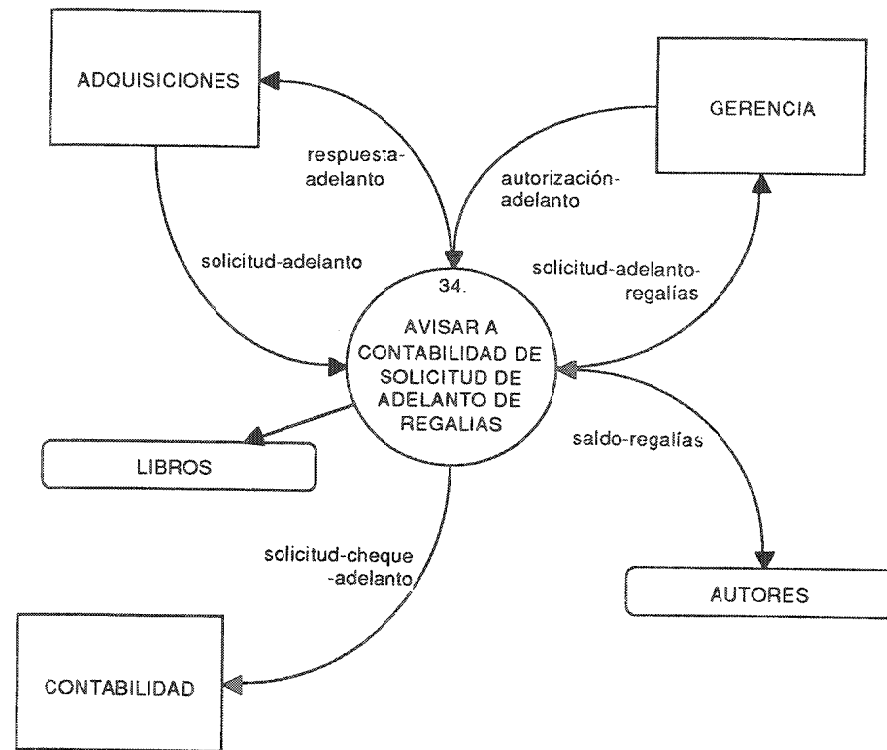 ADQUISICIONES
GERENCIA
respuesta-
adelanto
autorización-
adelanto
solicitud-adelanto
solicitud-adelanto-
regalías
34.
AVISAR A
CONTABILIDAD DE
SOLICITUD DE
ADELANTO DE
REGALIAS
saldo-regalías
LIBROS
solicitud-cheque
-adelanto
AUTORES
CONTABILIDAD